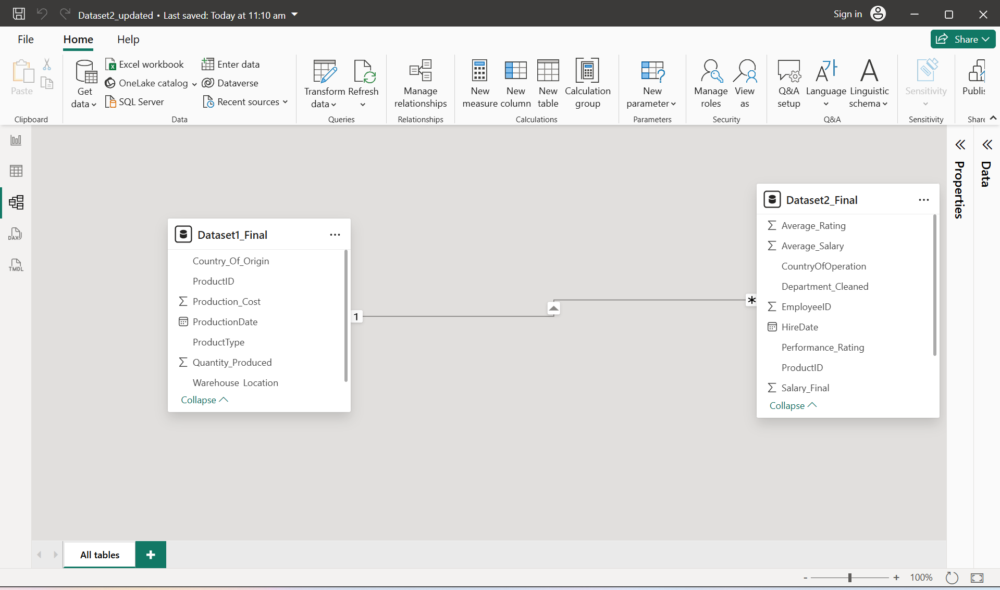 Dataset2_updated • Last saved: Today at 11:10 am
Sign in
File
Home
Help
Share
Paste
Clipboard
Get data
Excel workbook
OneLake catalog
SQL Server
Enter data
Dataverse
Recent sources
Data
Transform data
Refresh
Queries
Manage relationships
Relationships
New measure
New column
New table
Calculation group
Calculations
New parameter
Parameters
Manage roles
View as
Security
Q&A setup
Language
Linguistic schema
Q&A
Sensitivity
Sensitivity
Publis
Share
DAX
TMDL
Dataset1_Final
Country_Of_Origin
ProductID
Production_Cost
ProductionDate
ProductType
Quantity_Produced
Warehouse_Location
Collapse
1
*
Dataset2_Final
Average_Rating
Average_Salary
CountryOfOperation
Department_Cleaned
EmployeeID
HireDate
Performance_Rating
ProductID
Salary_Final
Collapse
Properties
Data
All tables
+
- + 100%